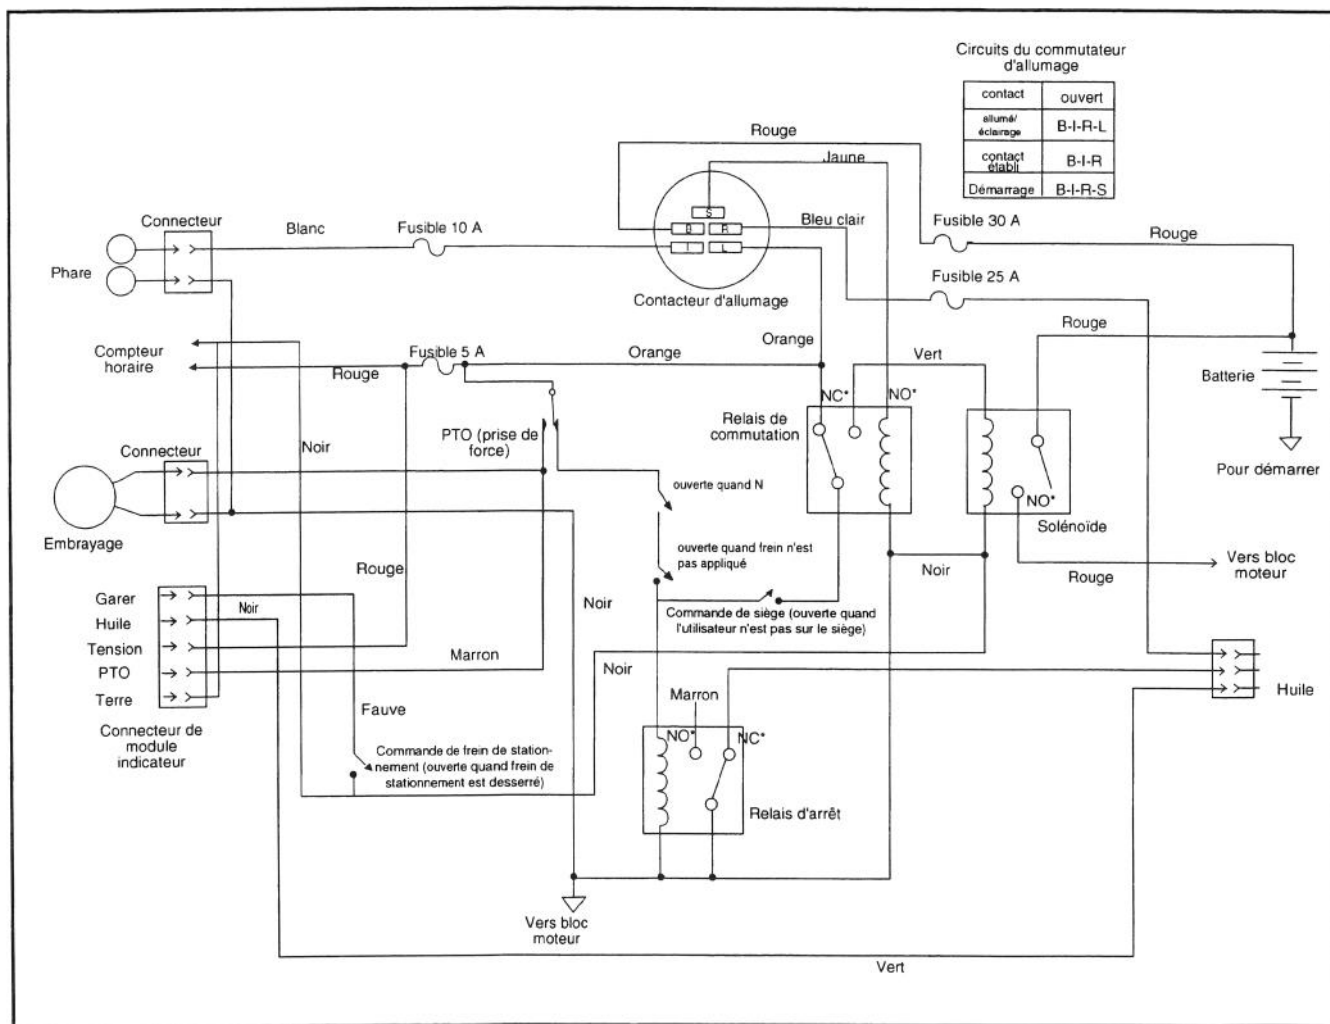 Circuits du commutateur
d'allumage
contact
ouvert
allumé/
éclairage
B-I-R-L
contact
établi
B-I-R
Démarrage
B-I-R-S
Rouge
Jaune
Connecteur
Blanc
Fusible 10 A
S
B
R
I
L
Bleu clair
Fusible 30 A
Rouge
Phare
Contacteur d'allumage
Fusible 25 A
Compteur
horaire
Rouge
Fusible 5 A
Orange
Orange
Vert
Rouge
Batterie
NC*
NO*
Relais de
commutation
Connecteur
Noir
PTO (prise de
force)
Pour démarrer
ouverte quand N
NO*
Solénoïde
Embrayage
ouverte quand frein n'est
pas appliqué
Rouge
Noir
Rouge
Vers bloc
moteur
Garer
Huile
Tension
PTO
Terre
Noir
Noir
Commande de siège (ouverte quand
l'utilisateur n'est pas sur le siège)
Marron
Noir
Marron
Huile
Connecteur de
module
indicateur
Fauve
NO*
NC*
Commande de frein de station-
nement (ouverte quand frein de
stationnement est desserré)
Relais d'arrêt
Vers bloc
moteur
Vert